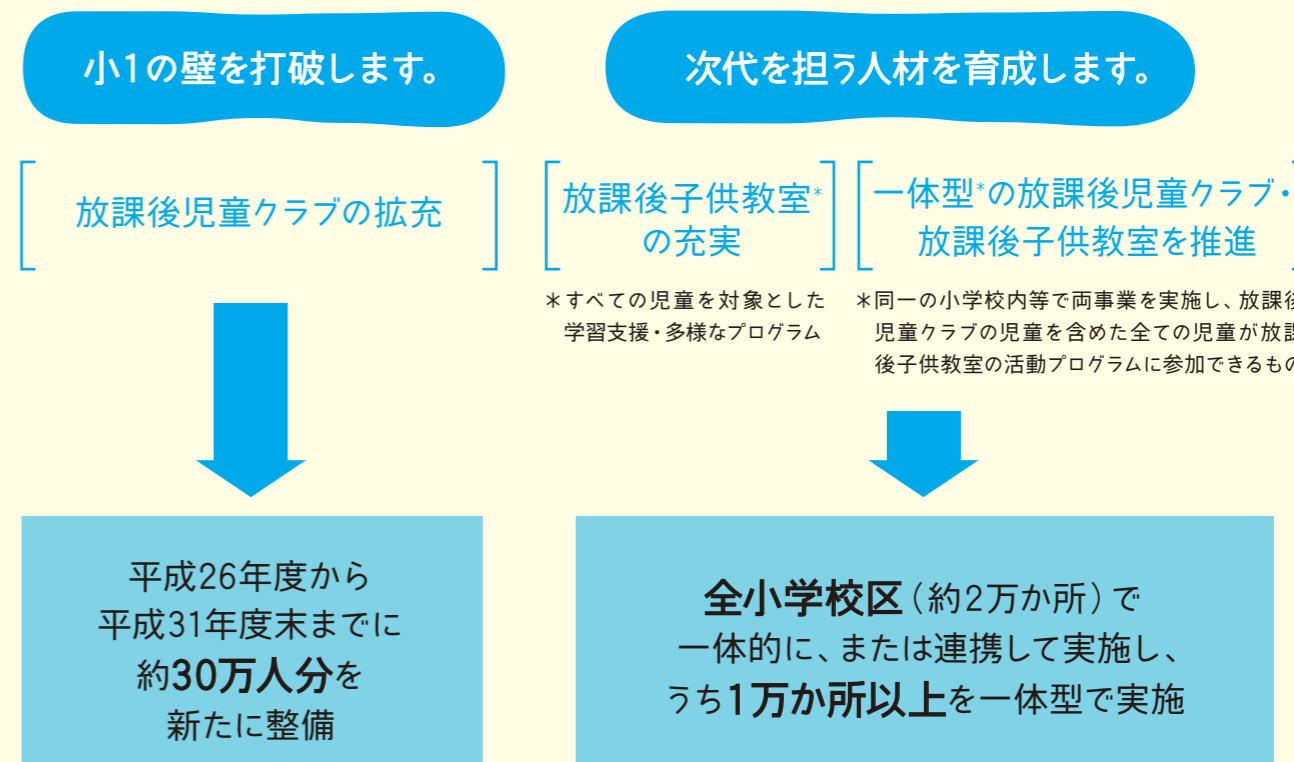 小1の壁を打破します。
次代を担う人材を育成します。
放課後児童クラブの拡充
放課後子供教室*
の充実
一体型*の放課後児童クラブ・
放課後子供教室を推進
＊すべての児童を対象とした
学習支援・多様なプログラム
＊同一の小学校内等で両事業を実施し、放課後
児童クラブの児童を含めた全ての児童が放課
後子供教室の活動プログラムに参加できるもの
平成26年度から
平成31年度末までに
約30万人分を
新たに整備
全小学校区（約2万か所）で
一体的に、または連携して実施し、
うち1万か所以上を一体型で実施